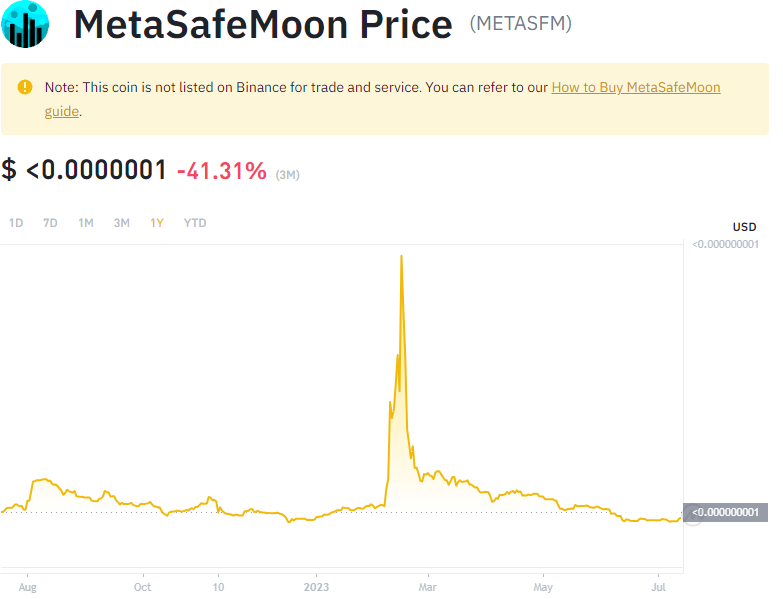 MetaSafeMoon Price (METASFM)
Note: This coin is not listed on Binance for trade and service. You can refer to our How to Buy MetaSafeMoon
guide.
$ <0.0000001 -41.31% (3M)
1D 7D 1M 3M 1Y YTD
USD
<0.000000001
<0.000000001
Aug Oct 10 2023 Mar May Jul